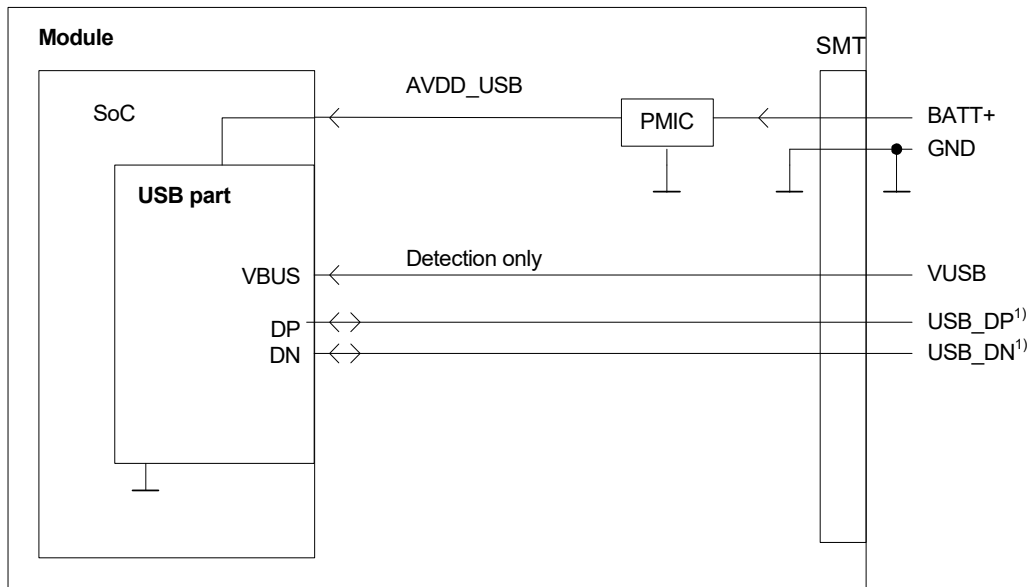 Module
SMT
SoC
AVDD_USB
PMIC
BATT+
GND
USB part
VBUS
Detection only
VUSB
DP
USB_DP1)
DN
USB_DN1)